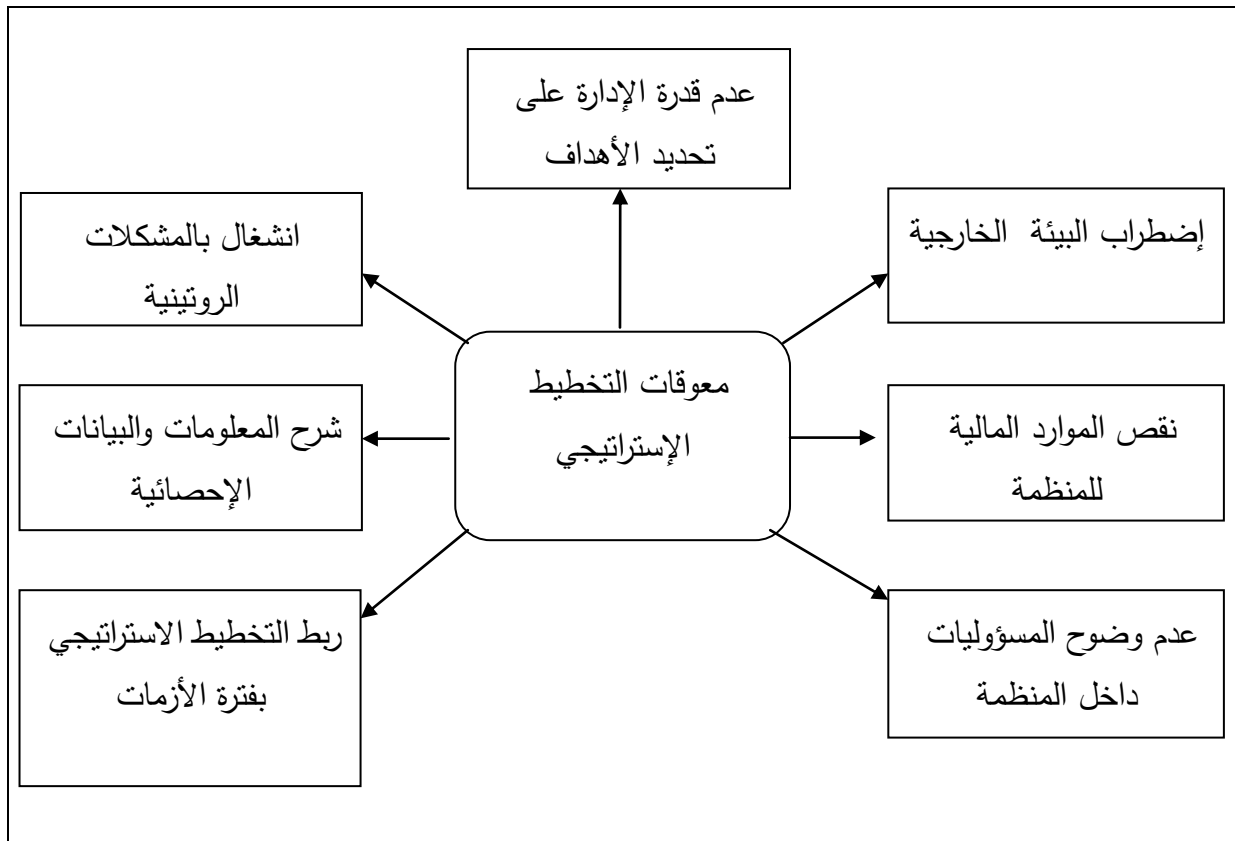 عدم قدرة الإدارة على
تحديد الأهداف
إضطراب البيئة الخارجية
انشغال بالمشكلات
الروتينية
معوقات التخطيط
الإستراتيجي
نقص الموارد المالية
للمنظمة
شرح المعلومات والبيانات
الإحصائية
عدم وضوح المسؤوليات
داخل المنظمة
ربط التخطيط الاستراتيجي
بفترة الأزمات